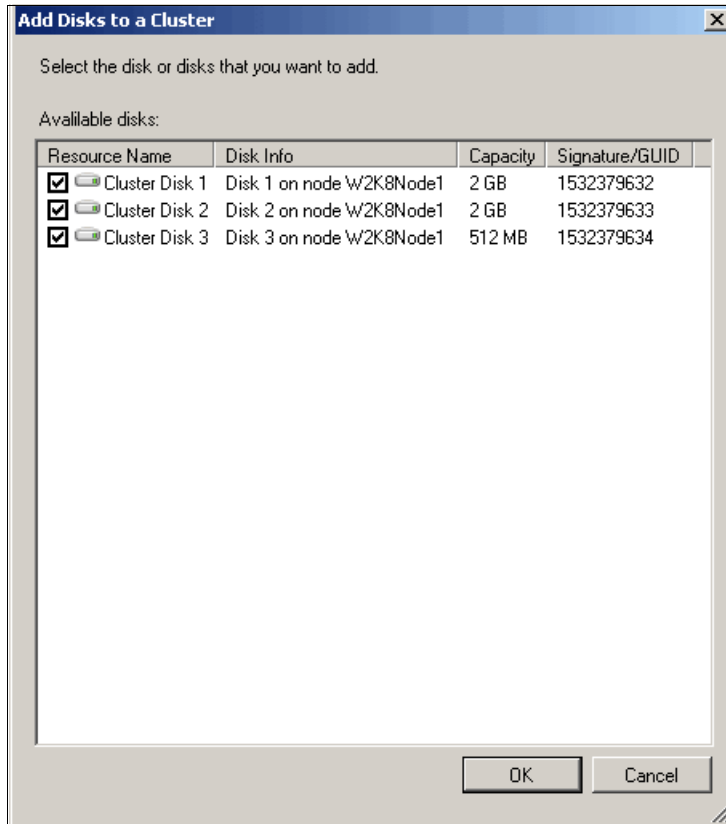 Add Disks to a Cluster
Select the disk or disks that you want to add.
Avalilable disks:
Resource Name Disk Info Capacity Signature/GUID
Cluster Disk 1 Disk 1 on node W2K8Node1 2 GB 1532379632
Cluster Disk 2 Disk 2 on node W2K8Node1 2 GB 1532379633
Cluster Disk 3 Disk 3 on node W2K8Node1 512 MB 1532379634
OK Cancel